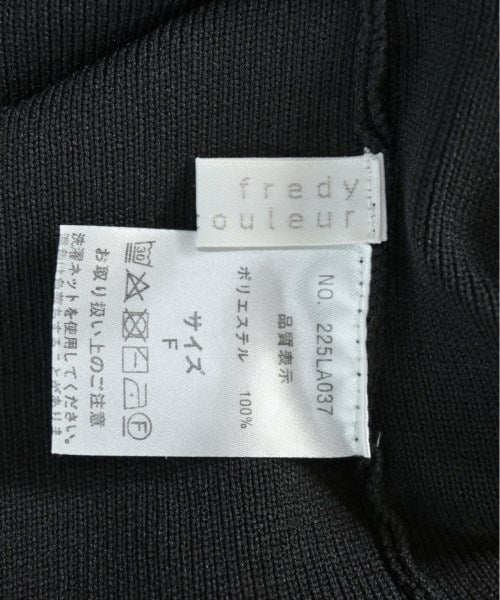 fredy
couleur
NO. 225LA037
品質表示
ポリエステル 100%
サイズ
F
30
F
お取り扱い上のご注意
洗濯ネットを使用してください。